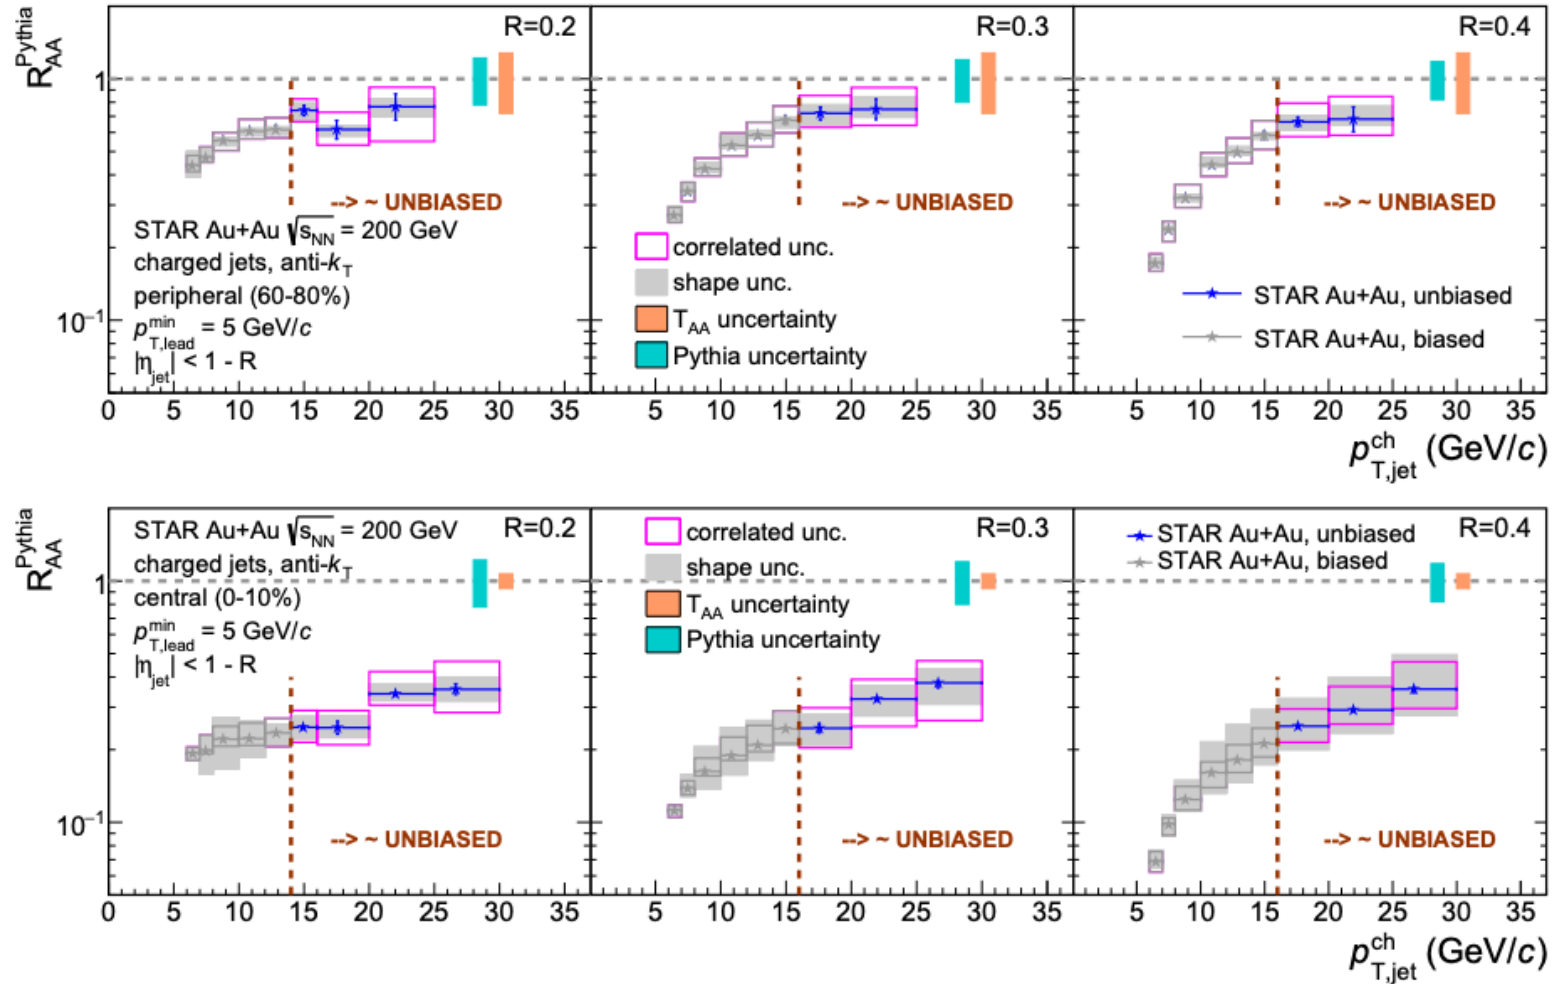 R_AA^Pythia
R=0.2
R=0.3
R=0.4
1
--> ~ UNBIASED
--> ~ UNBIASED
--> ~ UNBIASED
STAR Au+Au √s_NN = 200 GeV
charged jets, anti-k_T
peripheral (60-80%)
p_T,lead^min = 5 GeV/c
|η_jet| < 1 - R
correlated unc.
shape unc.
T_AA uncertainty
Pythia uncertainty
STAR Au+Au, unbiased
STAR Au+Au, biased
10^−1
0 5 10 15 20 25 30 35
5 10 15 20 25 30 35
5 10 15 20 25 30 35
p_T,jet^ch (GeV/c)
R_AA^Pythia
STAR Au+Au √s_NN = 200 GeV
charged jets, anti-k_T
central (0-10%)
p_T,lead^min = 5 GeV/c
|η_jet| < 1 - R
R=0.2
correlated unc.
shape unc.
T_AA uncertainty
Pythia uncertainty
R=0.3
STAR Au+Au, unbiased
STAR Au+Au, biased
R=0.4
1
10^−1
--> ~ UNBIASED
--> ~ UNBIASED
--> ~ UNBIASED
0 5 10 15 20 25 30 35
5 10 15 20 25 30 35
5 10 15 20 25 30 35
p_T,jet^ch (GeV/c)